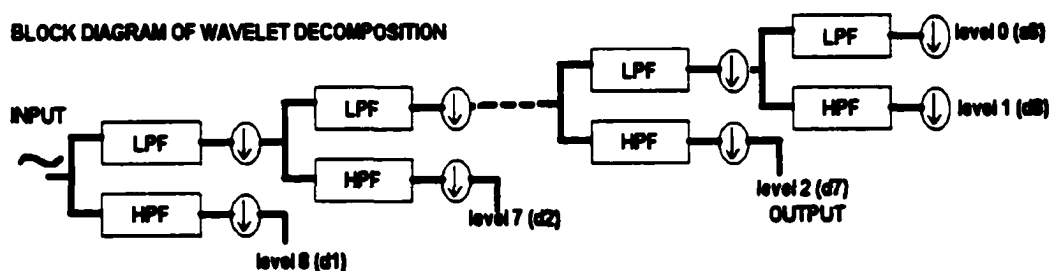 BLOCK DIAGRAM OF WAVELET DECOMPOSITION
INPUT
LPF
HPF
level 8 (d1)
LPF
HPF
level 7 (d2)
LPF
HPF
level 2 (d7)
OUTPUT
LPF
HPF
level 0 (a8)
level 1 (d8)